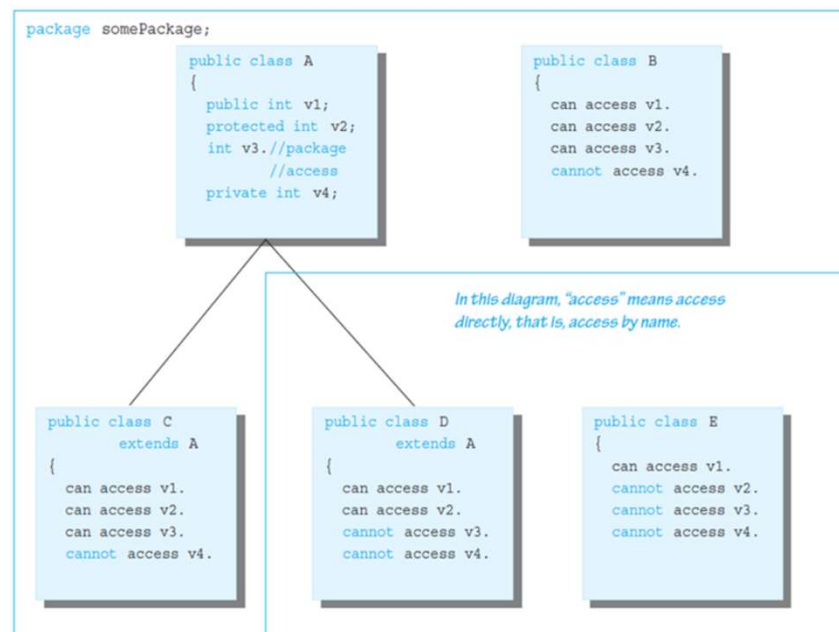 package somePackage;
public class A
{
public int v1;
protected int v2;
int v3.//package
//access
private int v4;
public class B
{
can access v1.
can access v2.
can access v3.
cannot access v4.
In this diagram, “access” means access
directly, that is, access by name.
public class C
extends A
{
can access v1.
can access v2.
can access v3.
cannot access v4.
public class D
extends A
{
can access v1.
can access v2.
cannot access v3.
cannot access v4.
public class E
{
can access v1.
cannot access v2.
cannot access v3.
cannot access v4.